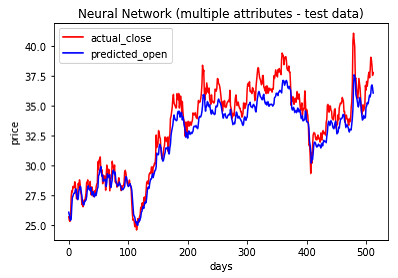 Neural Network (multiple attributes - test data)
actual_close
predicted_open
40.0
37.5
35.0
32.5
30.0
27.5
25.0
price
0
100
200
300
400
500
days